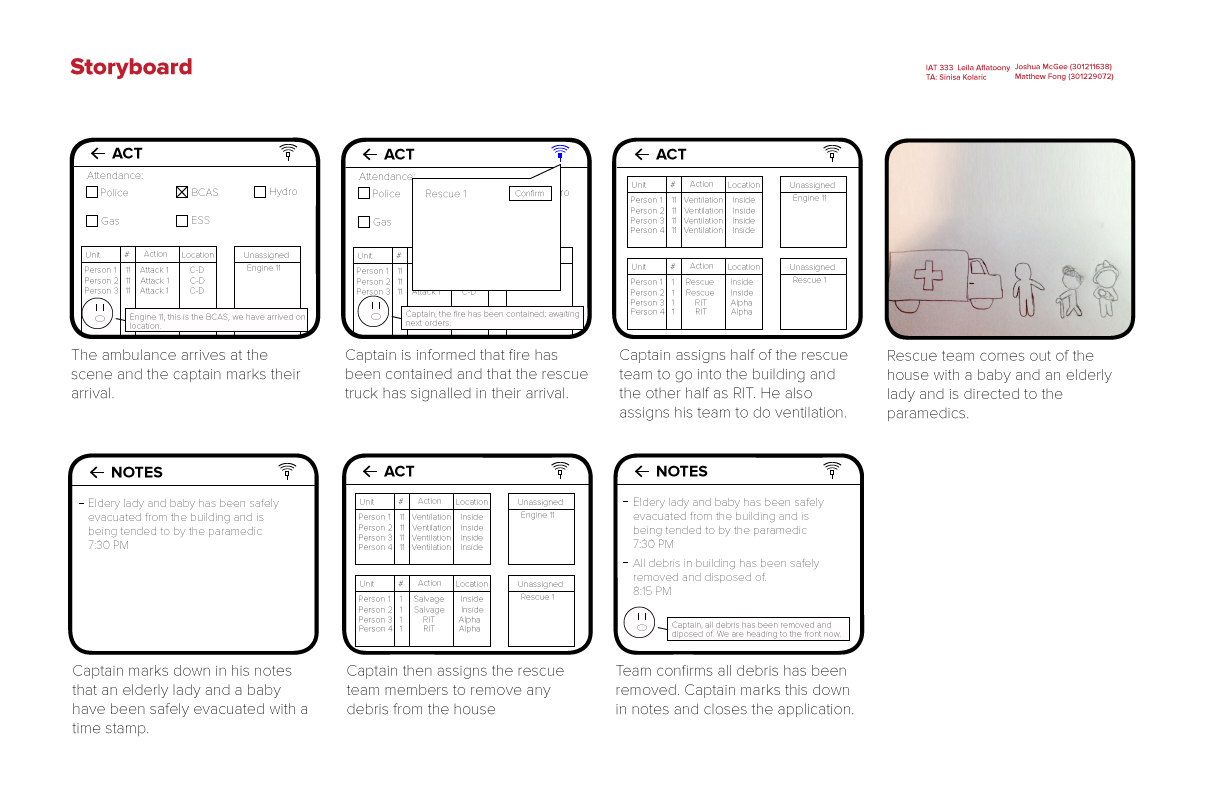 Storyboard
IAT 333 Leila Aflatoony Joshua McGee (301211638)
TA: Sinisa Kolaric Matthew Fong (301229072)
ACT
Attendance:
Police BCAS Hydro
Gas ESS
Unit # Action Location Unassigned
Person 1 11 Attack 1 C-D Engine 11
Person 2 11 Attack 1 C-D
Person 3 11 Attack 1 C-D
Engine 11, this is the BCAS, we have arrived on
location.
The ambulance arrives at the
scene and the captain marks their
arrival.
ACT
Attendance:
Police ro
Rescue 1 Confirm
Gas
Unit #
Person 1 11
Person 2 11
Person 3 11 Attack 1 C-D
Captain, the fire has been contained; awaiting
next orders.
Captain is informed that fire has
been contained and that the rescue
truck has signalled in their arrival.
ACT
Unit # Action Location Unassigned
Person 1 11 Ventilation Inside Engine 11
Person 2 11 Ventilation Inside
Person 3 11 Ventilation Inside
Person 4 11 Ventilation Inside
Unit # Action Location Unassigned
Person 1 1 Rescue Inside Rescue 1
Person 2 1 Rescue Inside
Person 3 1 RIT Alpha
Person 4 1 RIT Alpha
Captain assigns half of the rescue
team to go into the building and
the other half as RIT. He also
assigns his team to do ventilation.
Rescue team comes out of the
house with a baby and an elderly
lady and is directed to the
paramedics.
NOTES
- Eldery lady and baby has been safely
evacuated from the building and is
being tended to by the paramedic
7:30 PM
Captain marks down in his notes
that an elderly lady and a baby
have been safely evacuated with a
time stamp.
ACT
Unit # Action Location Unassigned
Person 1 11 Ventilation Inside Engine 11
Person 2 11 Ventilation Inside
Person 3 11 Ventilation Inside
Person 4 11 Ventilation Inside
Unit # Action Location Unassigned
Person 1 1 Salvage Inside Rescue 1
Person 2 1 Salvage Inside
Person 3 1 RIT Alpha
Person 4 1 RIT Alpha
Captain then assigns the rescue
team members to remove any
debris from the house
NOTES
- Eldery lady and baby has been safely
evacuated from the building and is
being tended to by the paramedic
7:30 PM
- All debris in building has been safely
removed and disposed of.
8:15 PM
Captain, all debris has been removed and
diposed of. We are heading to the front now.
Team confirms all debris has been
removed. Captain marks this down
in notes and closes the application.